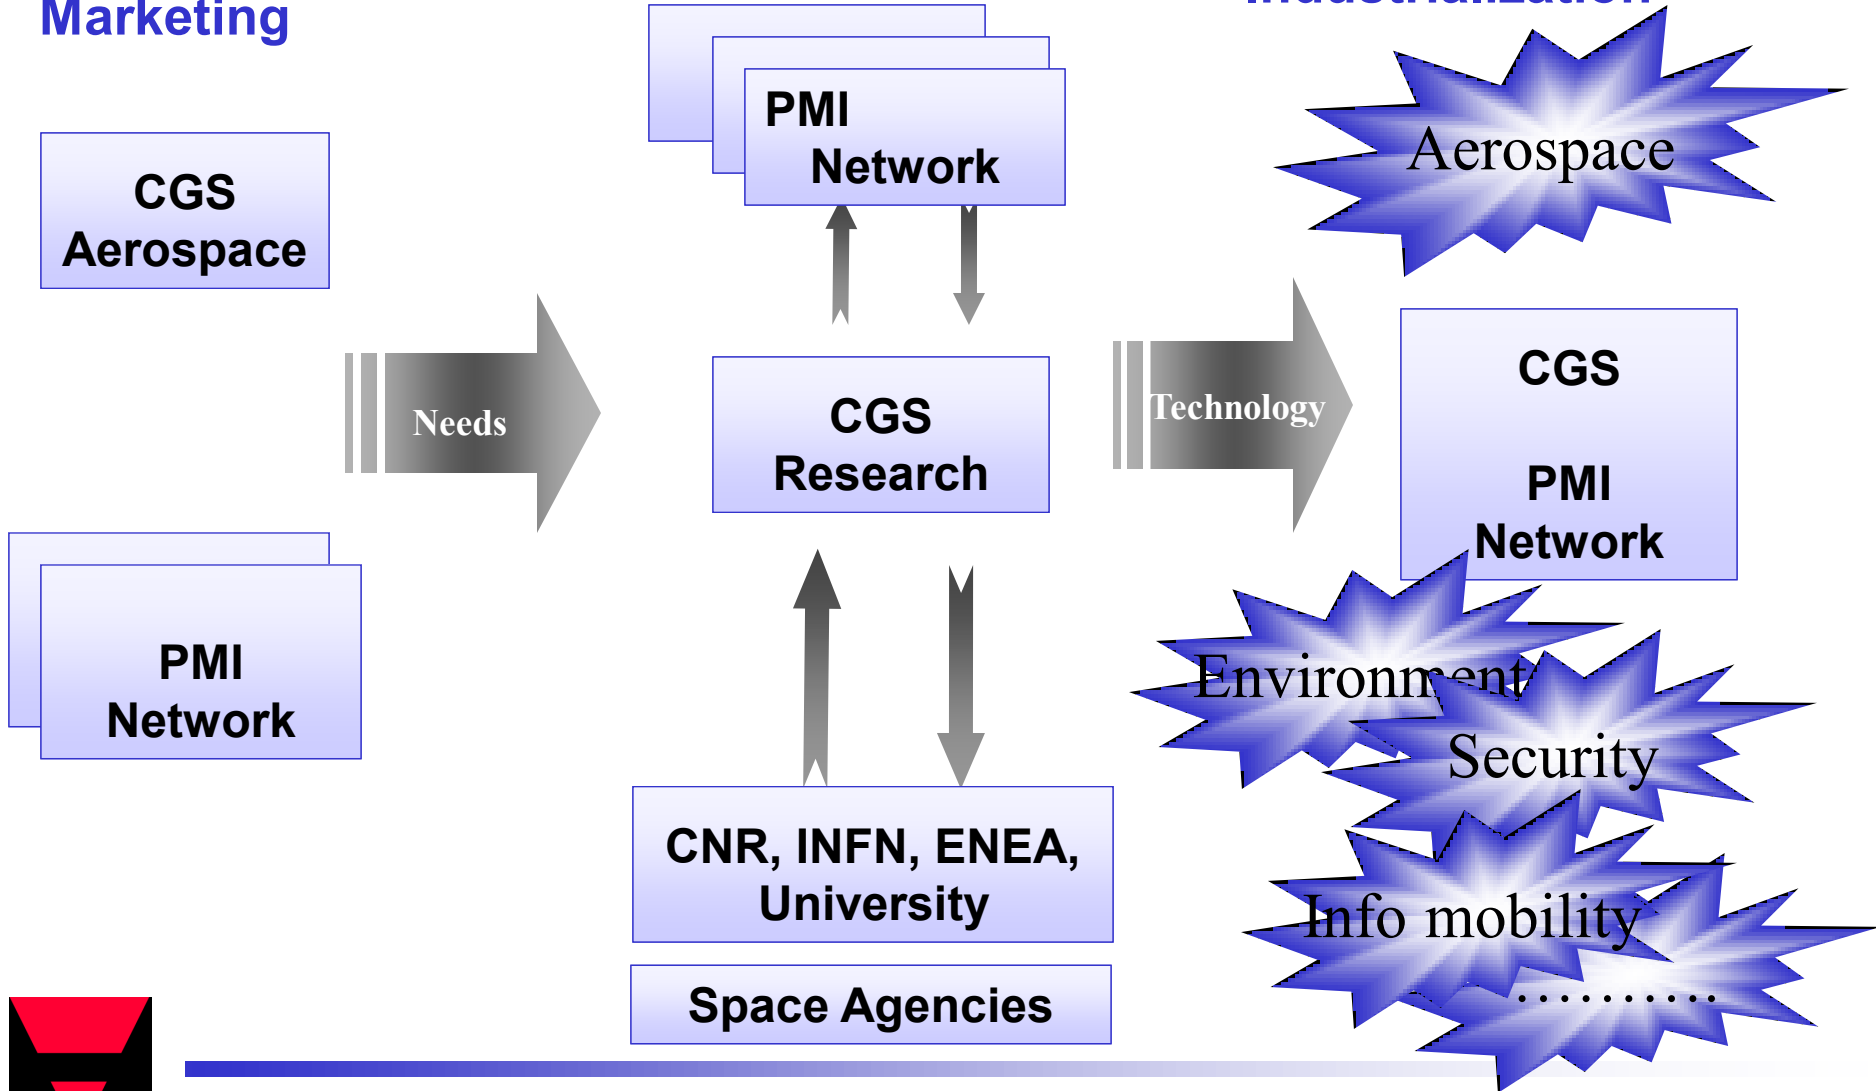 Marketing
Industrialization
CGS
Aerospace
PMI
Network
Needs
PMI
Network
CGS
Research
CNR, INFN, ENEA,
University
Space Agencies
Technology
Aerospace
CGS
PMI
Network
Environment
Security
Info mobility
..........